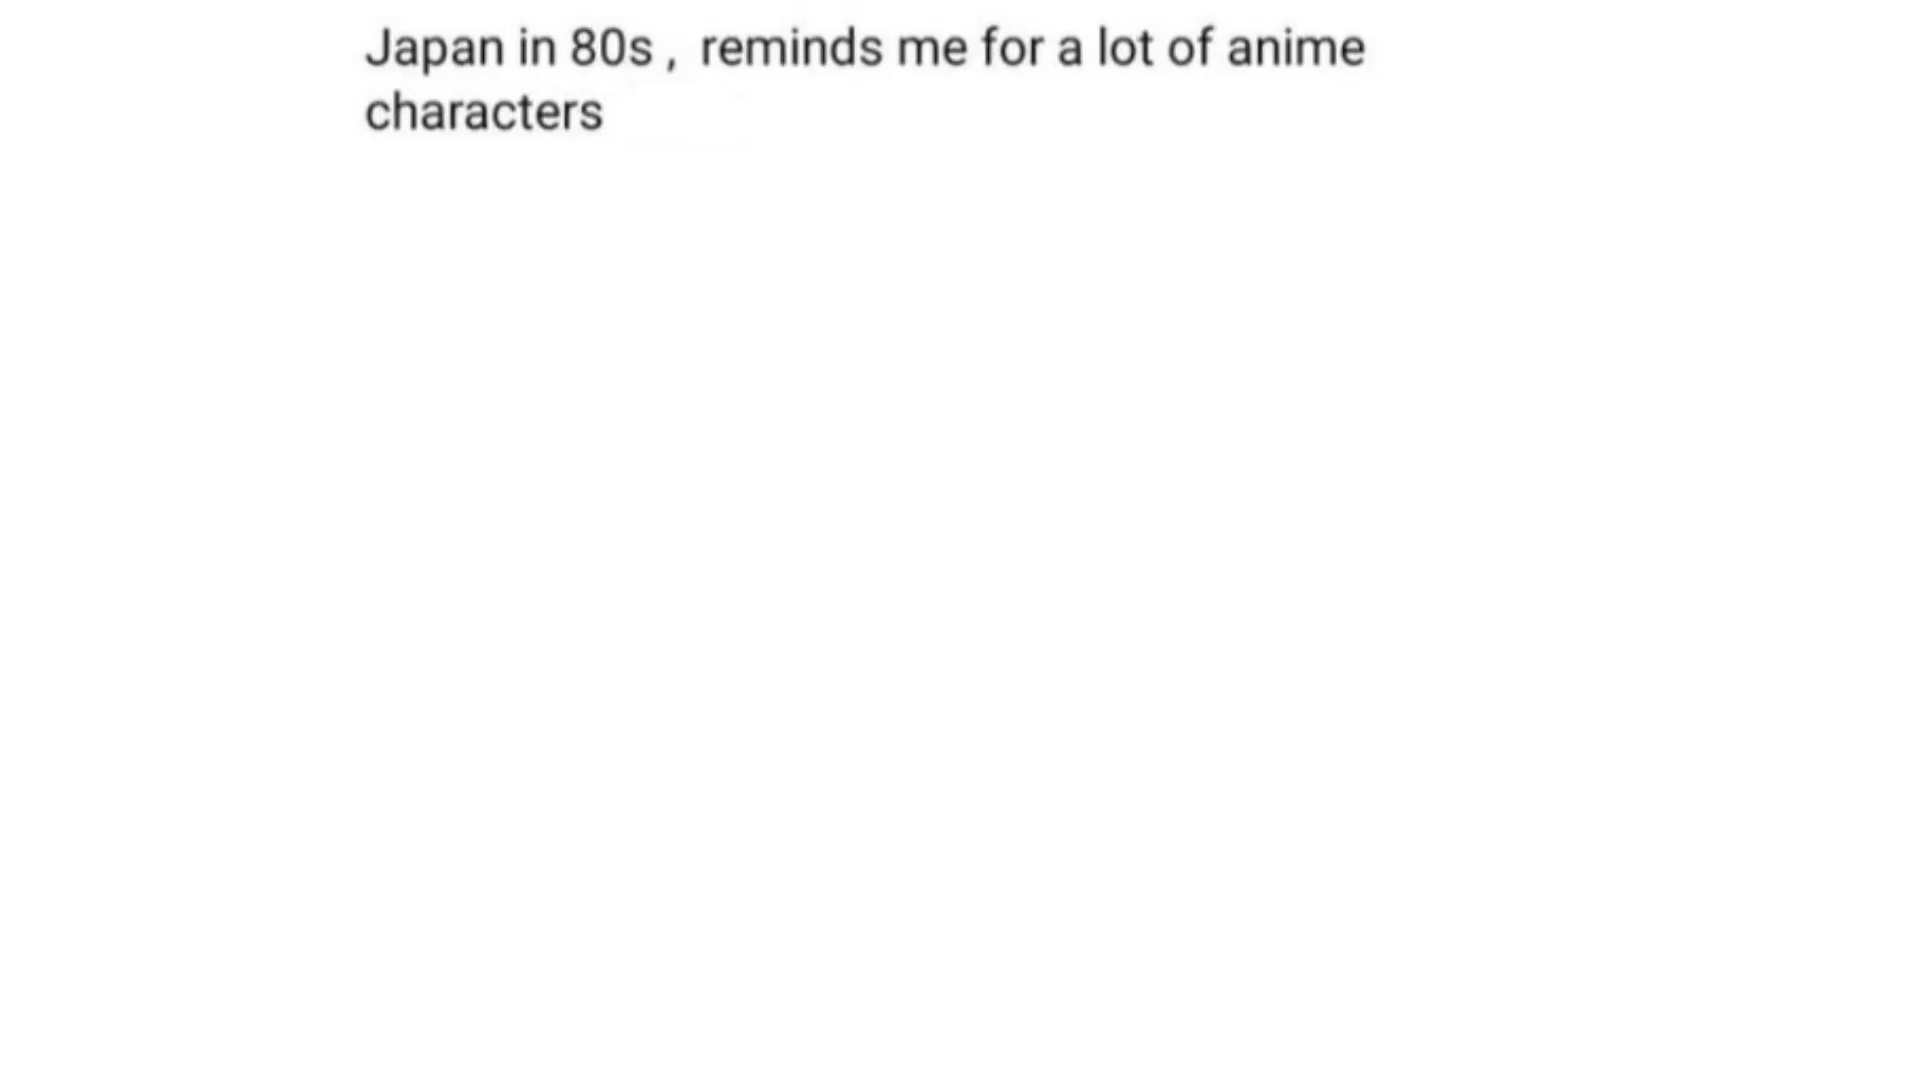 Japan in 80s ,  reminds me for a lot of anime
characters